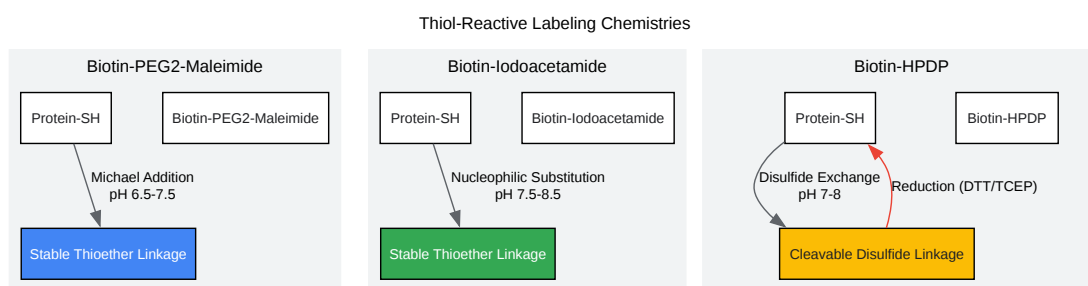 Thiol-Reactive Labeling Chemistries
Biotin-PEG2-Maleimide
Protein-SH
Biotin-PEG2-Maleimide
Michael Addition
pH 6.5-7.5
Stable Thioether Linkage
Biotin-Iodoacetamide
Protein-SH
Biotin-Iodoacetamide
Nucleophilic Substitution
pH 7.5-8.5
Stable Thioether Linkage
Biotin-HPDP
Protein-SH
Biotin-HPDP
Disulfide Exchange
pH 7-8
Reduction (DTT/TCEP)
Cleavable Disulfide Linkage